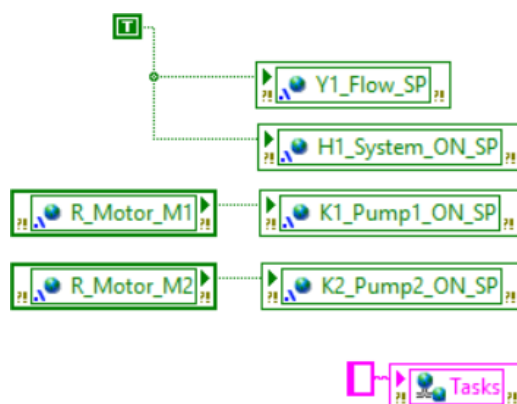 T
Y1_Flow_SP
H1_System_ON_SP
R_Motor_M1 K1_Pump1_ON_SP
R_Motor_M2 K2_Pump2_ON_SP
Tasks